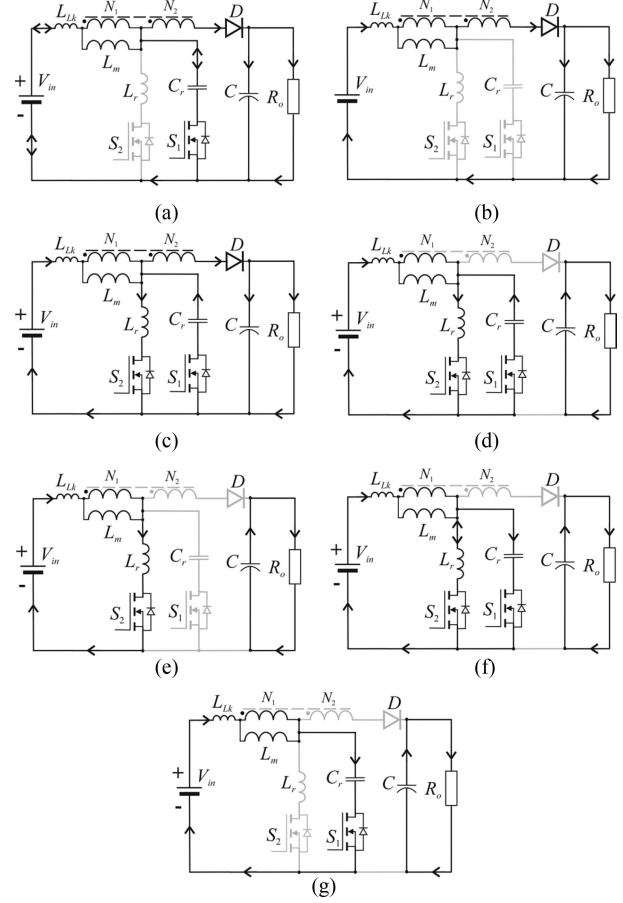 L_Lk N_1 N_2 D
L_m
+ V_in -
L_r C_r C R_o
S_2 S_1
(a)
L_Lk N_1 N_2 D
L_m
+ V_in -
L_r C_r C R_o
S_2 S_1
(b)
L_Lk N_1 N_2 D
L_m
+ V_in -
L_r C_r C R_o
S_2 S_1
(c)
L_Lk N_1 N_2 D
L_m
+ V_in -
L_r C_r C R_o
S_2 S_1
(d)
L_Lk N_1 N_2 D
L_m
+ V_in -
L_r C_r C R_o
S_2 S_1
(e)
L_Lk N_1 N_2 D
L_m
+ V_in -
L_r C_r C R_o
S_2 S_1
(f)
L_Lk N_1 N_2 D
L_m
+ V_in -
L_r C_r C R_o
S_2 S_1
(g)